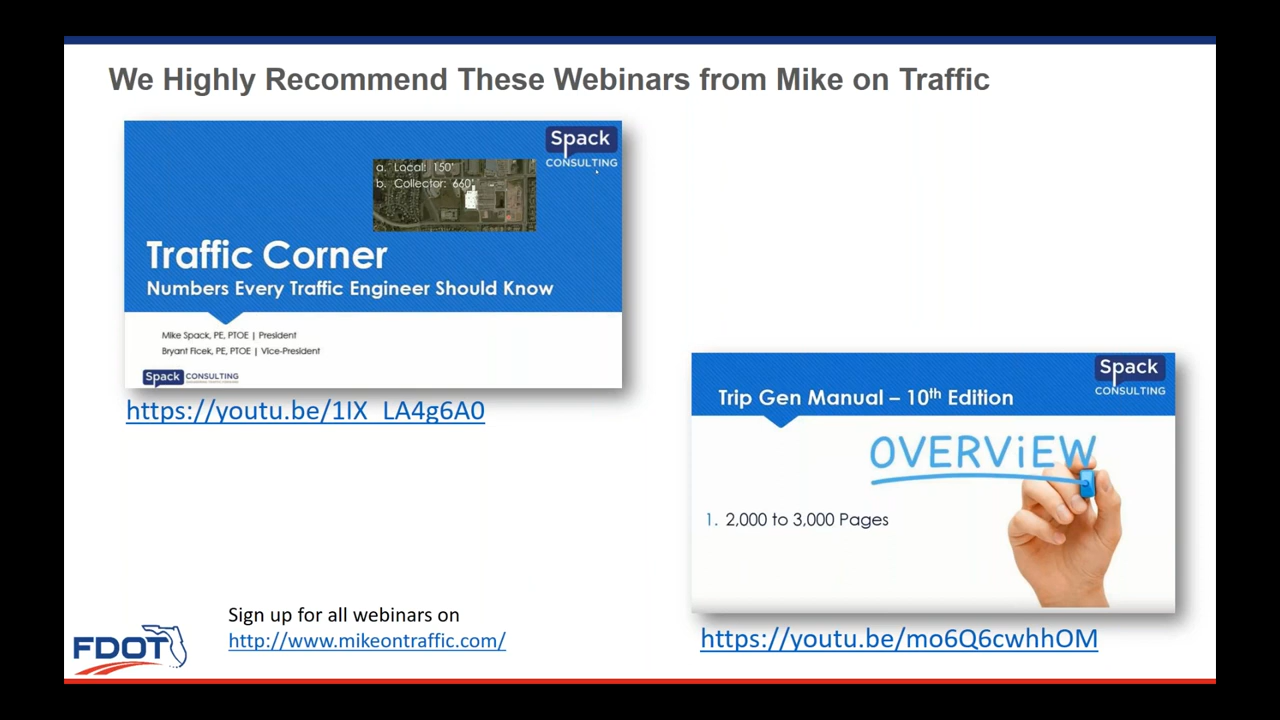 We Highly Recommend These Webinars from Mike on Traffic
Spack
CONSULTING
a. Local: 150'
b. Collector: 660'
Traffic Corner
Numbers Every Traffic Engineer Should Know
Mike Spack, PE, PTOE | President
Bryant Ficek, PE, PTOE | Vice-President
Spack CONSULTING
https://youtu.be/1IX_LA4g6A0
Spack
CONSULTING
Trip Gen Manual – 10th Edition
OVERViEW
1. 2,000 to 3,000 Pages
https://youtu.be/mo6Q6cwhhOM
Sign up for all webinars on
http://www.mikeontraffic.com/
FDOT